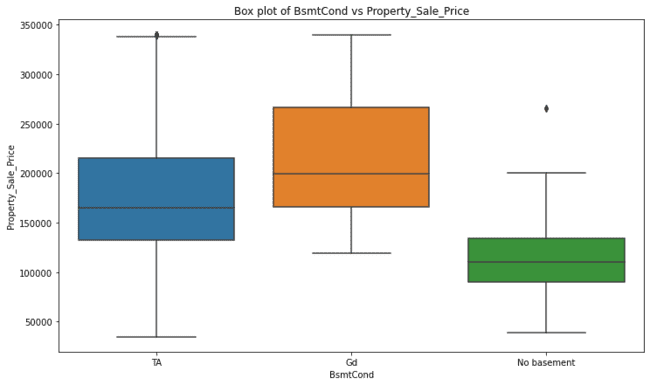 Box plot of BsmtCond vs Property_Sale_Price
350000
300000
250000
200000
150000
100000
50000
Property_Sale_Price
TA
Gd
No basement
BsmtCond